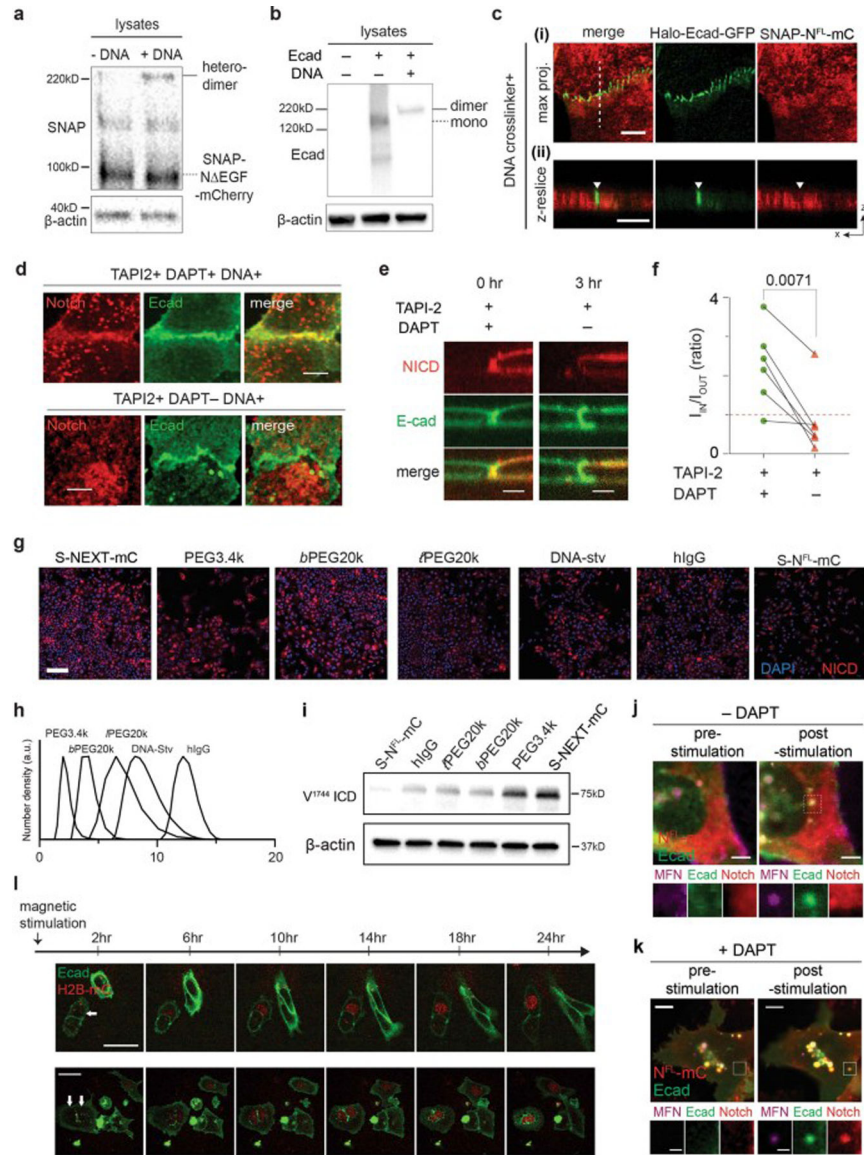 a
lysates
- DNA + DNA
220kD
hetero-
dimer
SNAP
100kD
SNAP-
NΔEGF
-mCherry
40kD
β-actin
b
lysates
Ecad – + +
DNA – – +
220kD
dimer
120kD
mono
Ecad
β-actin
c
DNA crosslinker+
(i) merge Halo-Ecad-GFP SNAP-NFL-mC
max proj.
(ii)
z-reslice
z
x
d
TAPI2+ DAPT+ DNA+
Notch Ecad merge
TAPI2+ DAPT– DNA+
Notch Ecad merge
e
0 hr 3 hr
TAPI-2 + +
DAPT + –
NICD
E-cad
merge
f
0.0071
4
0
IIN/IOUT (ratio)
TAPI-2 + +
DAPT + –
g
S-NEXT-mC PEG3.4k bPEG20k lPEG20k DNA-stv hIgG S-NFL-mC
DAPI NICD
h
PEG3.4k lPEG20k
bPEG20k DNA-Stv hIgG
Number density (a.u.)
0 10 20
i
S-NFL-mC hIgG lPEG20k bPEG20k PEG3.4k S-NEXT-mC
V1744 ICD
75kD
β-actin
37kD
j
– DAPT
pre-
stimulation
post
-stimulation
NFL
Ecad
MFN Ecad Notch MFN Ecad Notch
k
+ DAPT
pre-
stimulation
post
-stimulation
NFL-mC
Ecad
MFN Ecad Notch MFN Ecad Notch
l
magnetic
stimulation
2hr 6hr 10hr 14hr 18hr 24hr
Ecad
H2B-mC